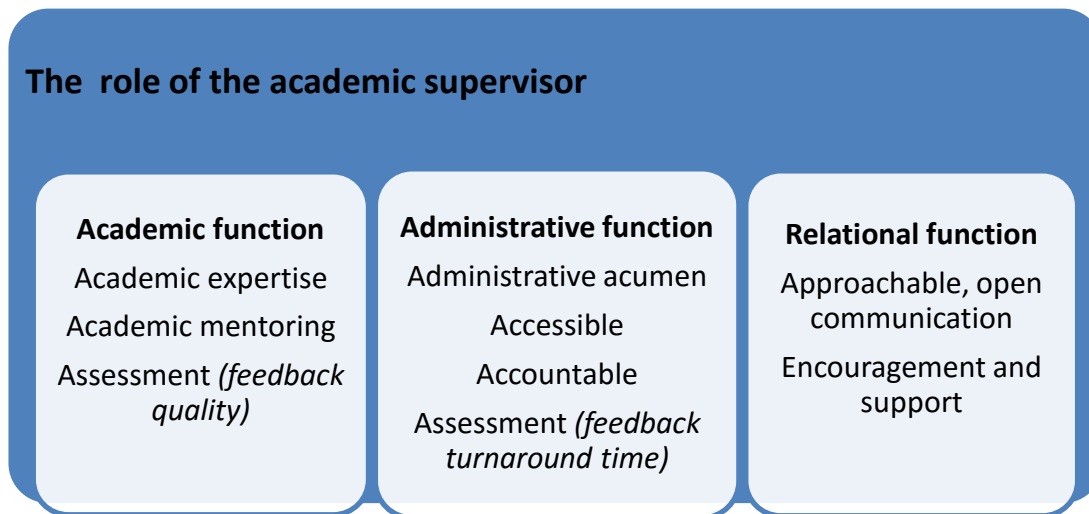 The  role of the academic supervisor
Academic function
Academic expertise
Academic mentoring
Assessment (feedback
quality)
Administrative function
Administrative acumen
Accessible
Accountable
Assessment (feedback
turnaround time)
Relational function
Approachable, open
communication
Encouragement and
support